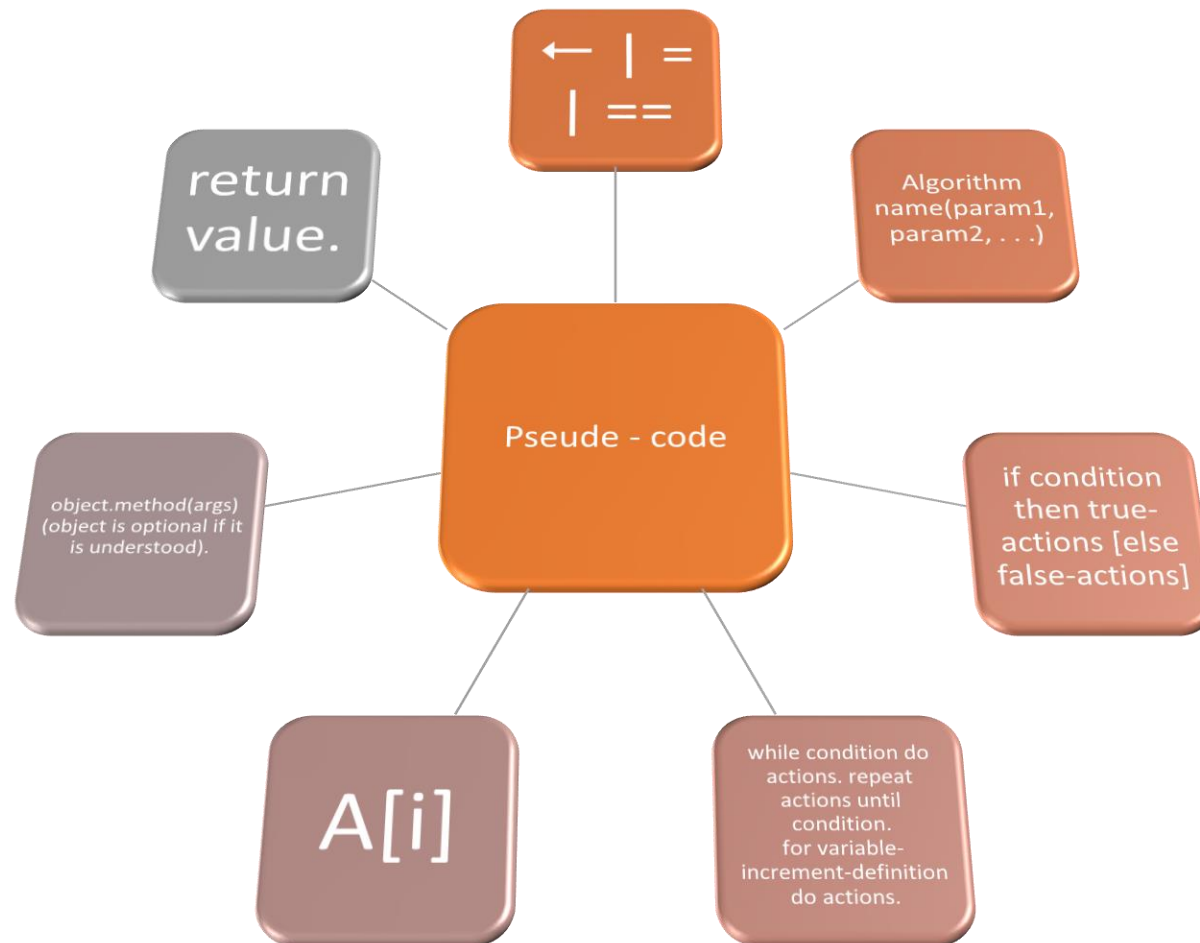 ← | =
| ==
Algorithm
name(param1,
param2, . . .)
if condition
then true-
actions [else
false-actions]
while condition do
actions. repeat
actions until
condition.
for variable-
increment-definition
do actions.
A[i]
object.method(args)
(object is optional if it
is understood).
return
value.
Pseude - code